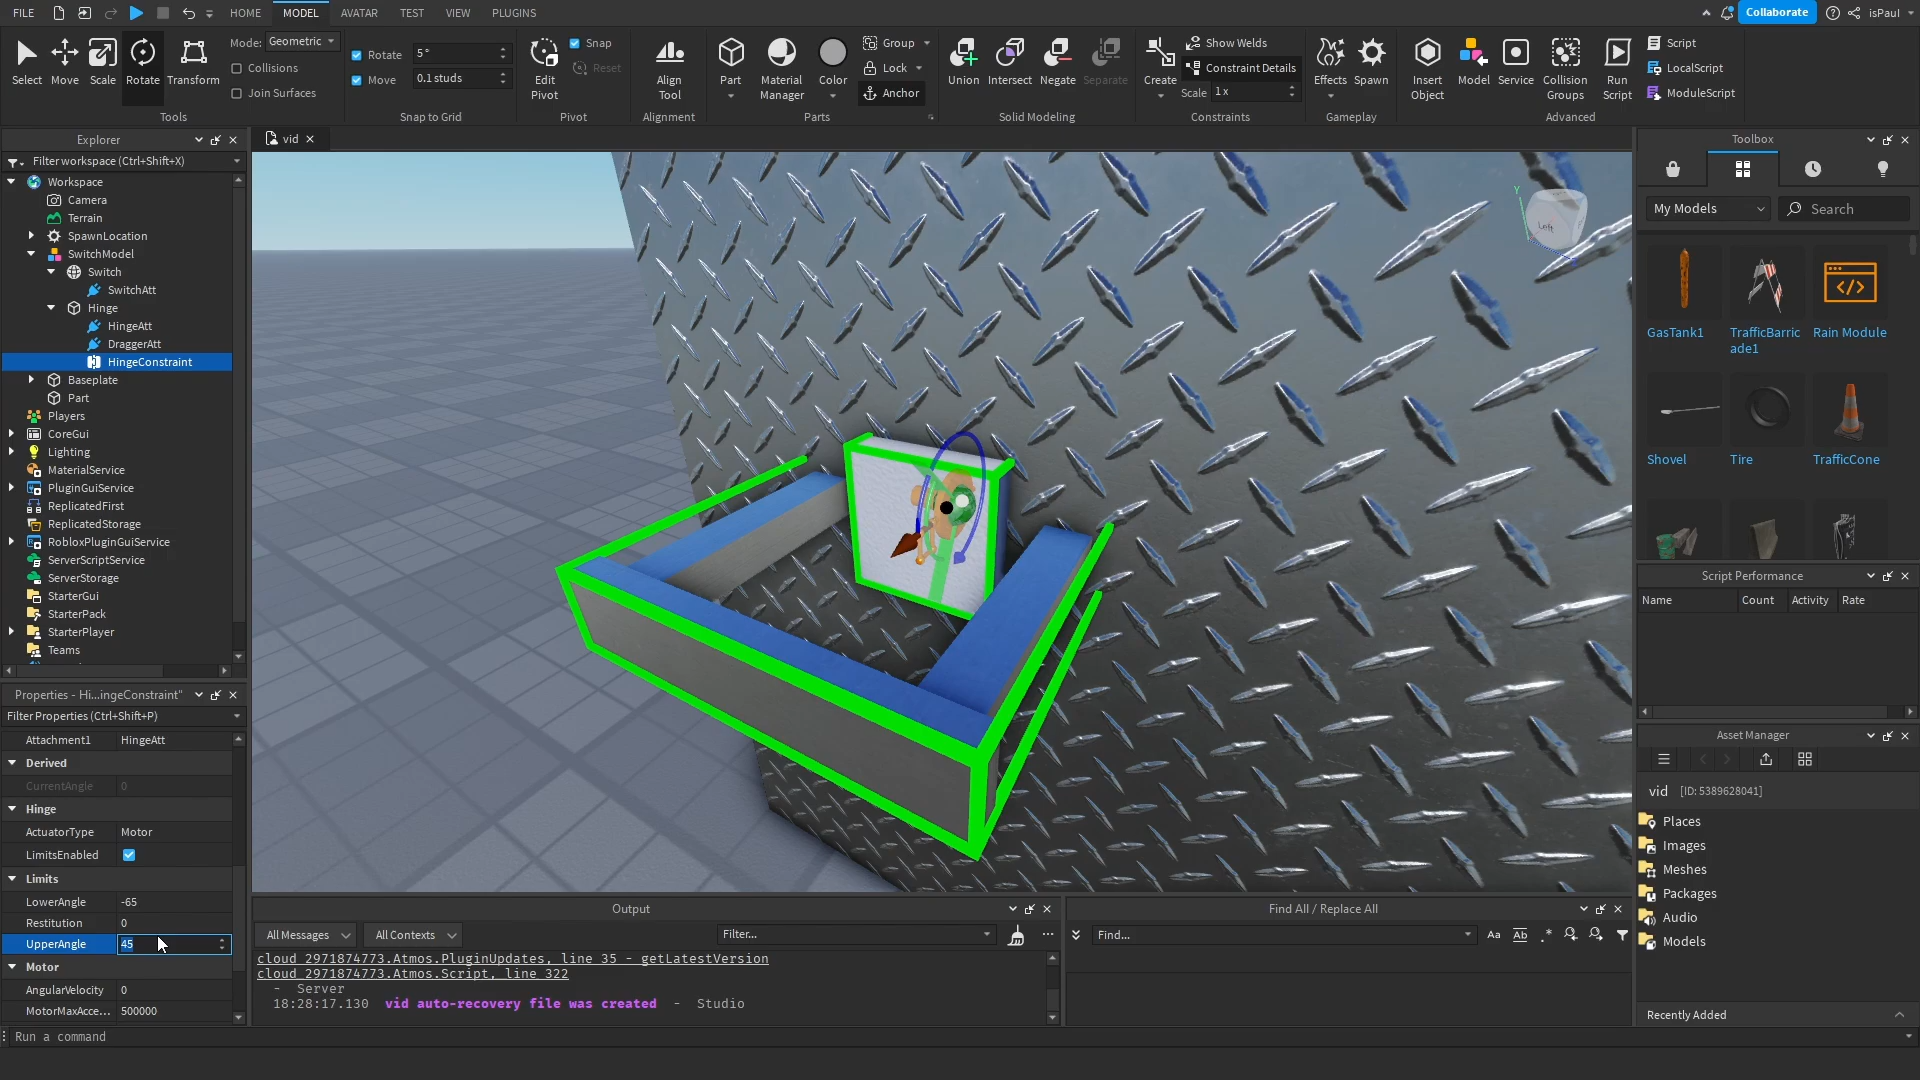 FILE HOME MODEL AVATAR TEST VIEW PLUGINS Collaborate isPaul
Select Move Scale Rotate Transform
Mode: Geometric
Collisions
Join Surfaces
Tools
Rotate 5°
Move 0.1 studs
Snap to Grid
Edit Pivot
Snap
Reset
Pivot
Align Tool
Alignment
Part
Material Manager
Color
Group
Lock
Anchor
Parts
Union Intersect Negate Separate
Solid Modeling
Create
Show Welds
Constraint Details
Scale 1 x
Constraints
Effects Spawn
Gameplay
Insert Object
Model
Service
Collision Groups
Run Script
Script
LocalScript
ModuleScript
Advanced
Explorer
Filter workspace (Ctrl+Shift+X)
Workspace
Camera
Terrain
SpawnLocation
SwitchModel
Switch
SwitchAtt
Hinge
HingeAtt
DraggerAtt
HingeConstraint
Baseplate
Part
Players
CoreGui
Lighting
MaterialService
PluginGuiService
ReplicatedFirst
ReplicatedStorage
RobloxPluginGuiService
ServerScriptService
ServerStorage
StarterGui
StarterPack
StarterPlayer
Teams
Properties - Hi...ingeConstraint"
Filter Properties (Ctrl+Shift+P)
Attachment1 HingeAtt
Derived
CurrentAngle 0
Hinge
ActuatorType Motor
LimitsEnabled
Limits
LowerAngle -65
Restitution 0
UpperAngle 45
Motor
AngularVelocity 0
MotorMaxAcce... 500000
Run a command
vid
Y
Left
Output
All Messages All Contexts Filter...
cloud_2971874773.Atmos.PluginUpdates, line 35 - getLatestVersion
cloud_2971874773.Atmos.Script, line 322
- Server
18:28:17.130 vid auto-recovery file was created - Studio
Find All / Replace All
Find...
Aa Ab .*
Toolbox
My Models Search
GasTank1
TrafficBarricade1
Rain Module
Shovel
Tire
TrafficCone
Script Performance
Name Count Activity Rate
Asset Manager
vid [ID: 5389628041]
Places
Images
Meshes
Packages
Audio
Models
Recently Added